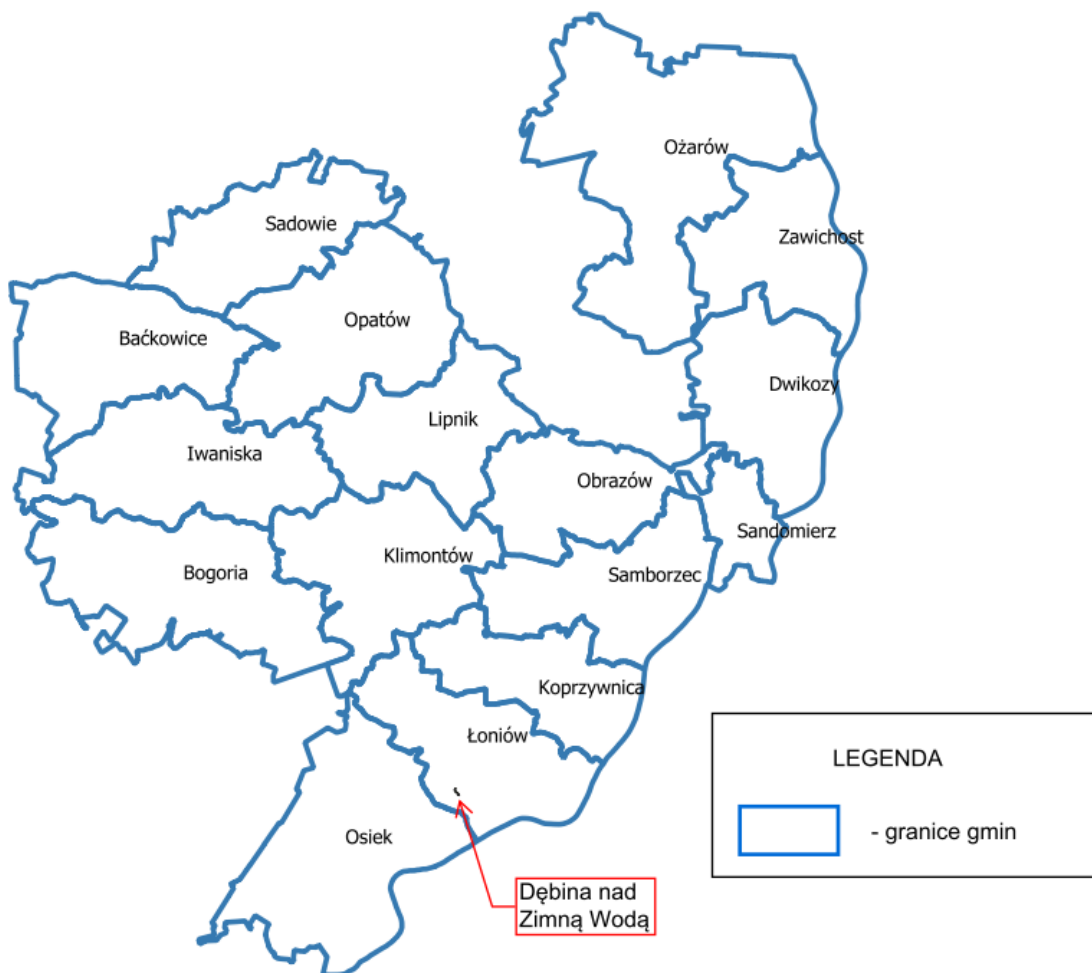 Ożarów
Sadowie
Zawichost
Opatów
Baćkowice
Dwikozy
Lipnik
Iwaniska
Obrazów
Sandomierz
Klimontów
Bogoria
Samborzec
Koprzywnica
Łoniów
LEGENDA
- granice gmin
Osiek
Dębina nad
Zimną Wodą